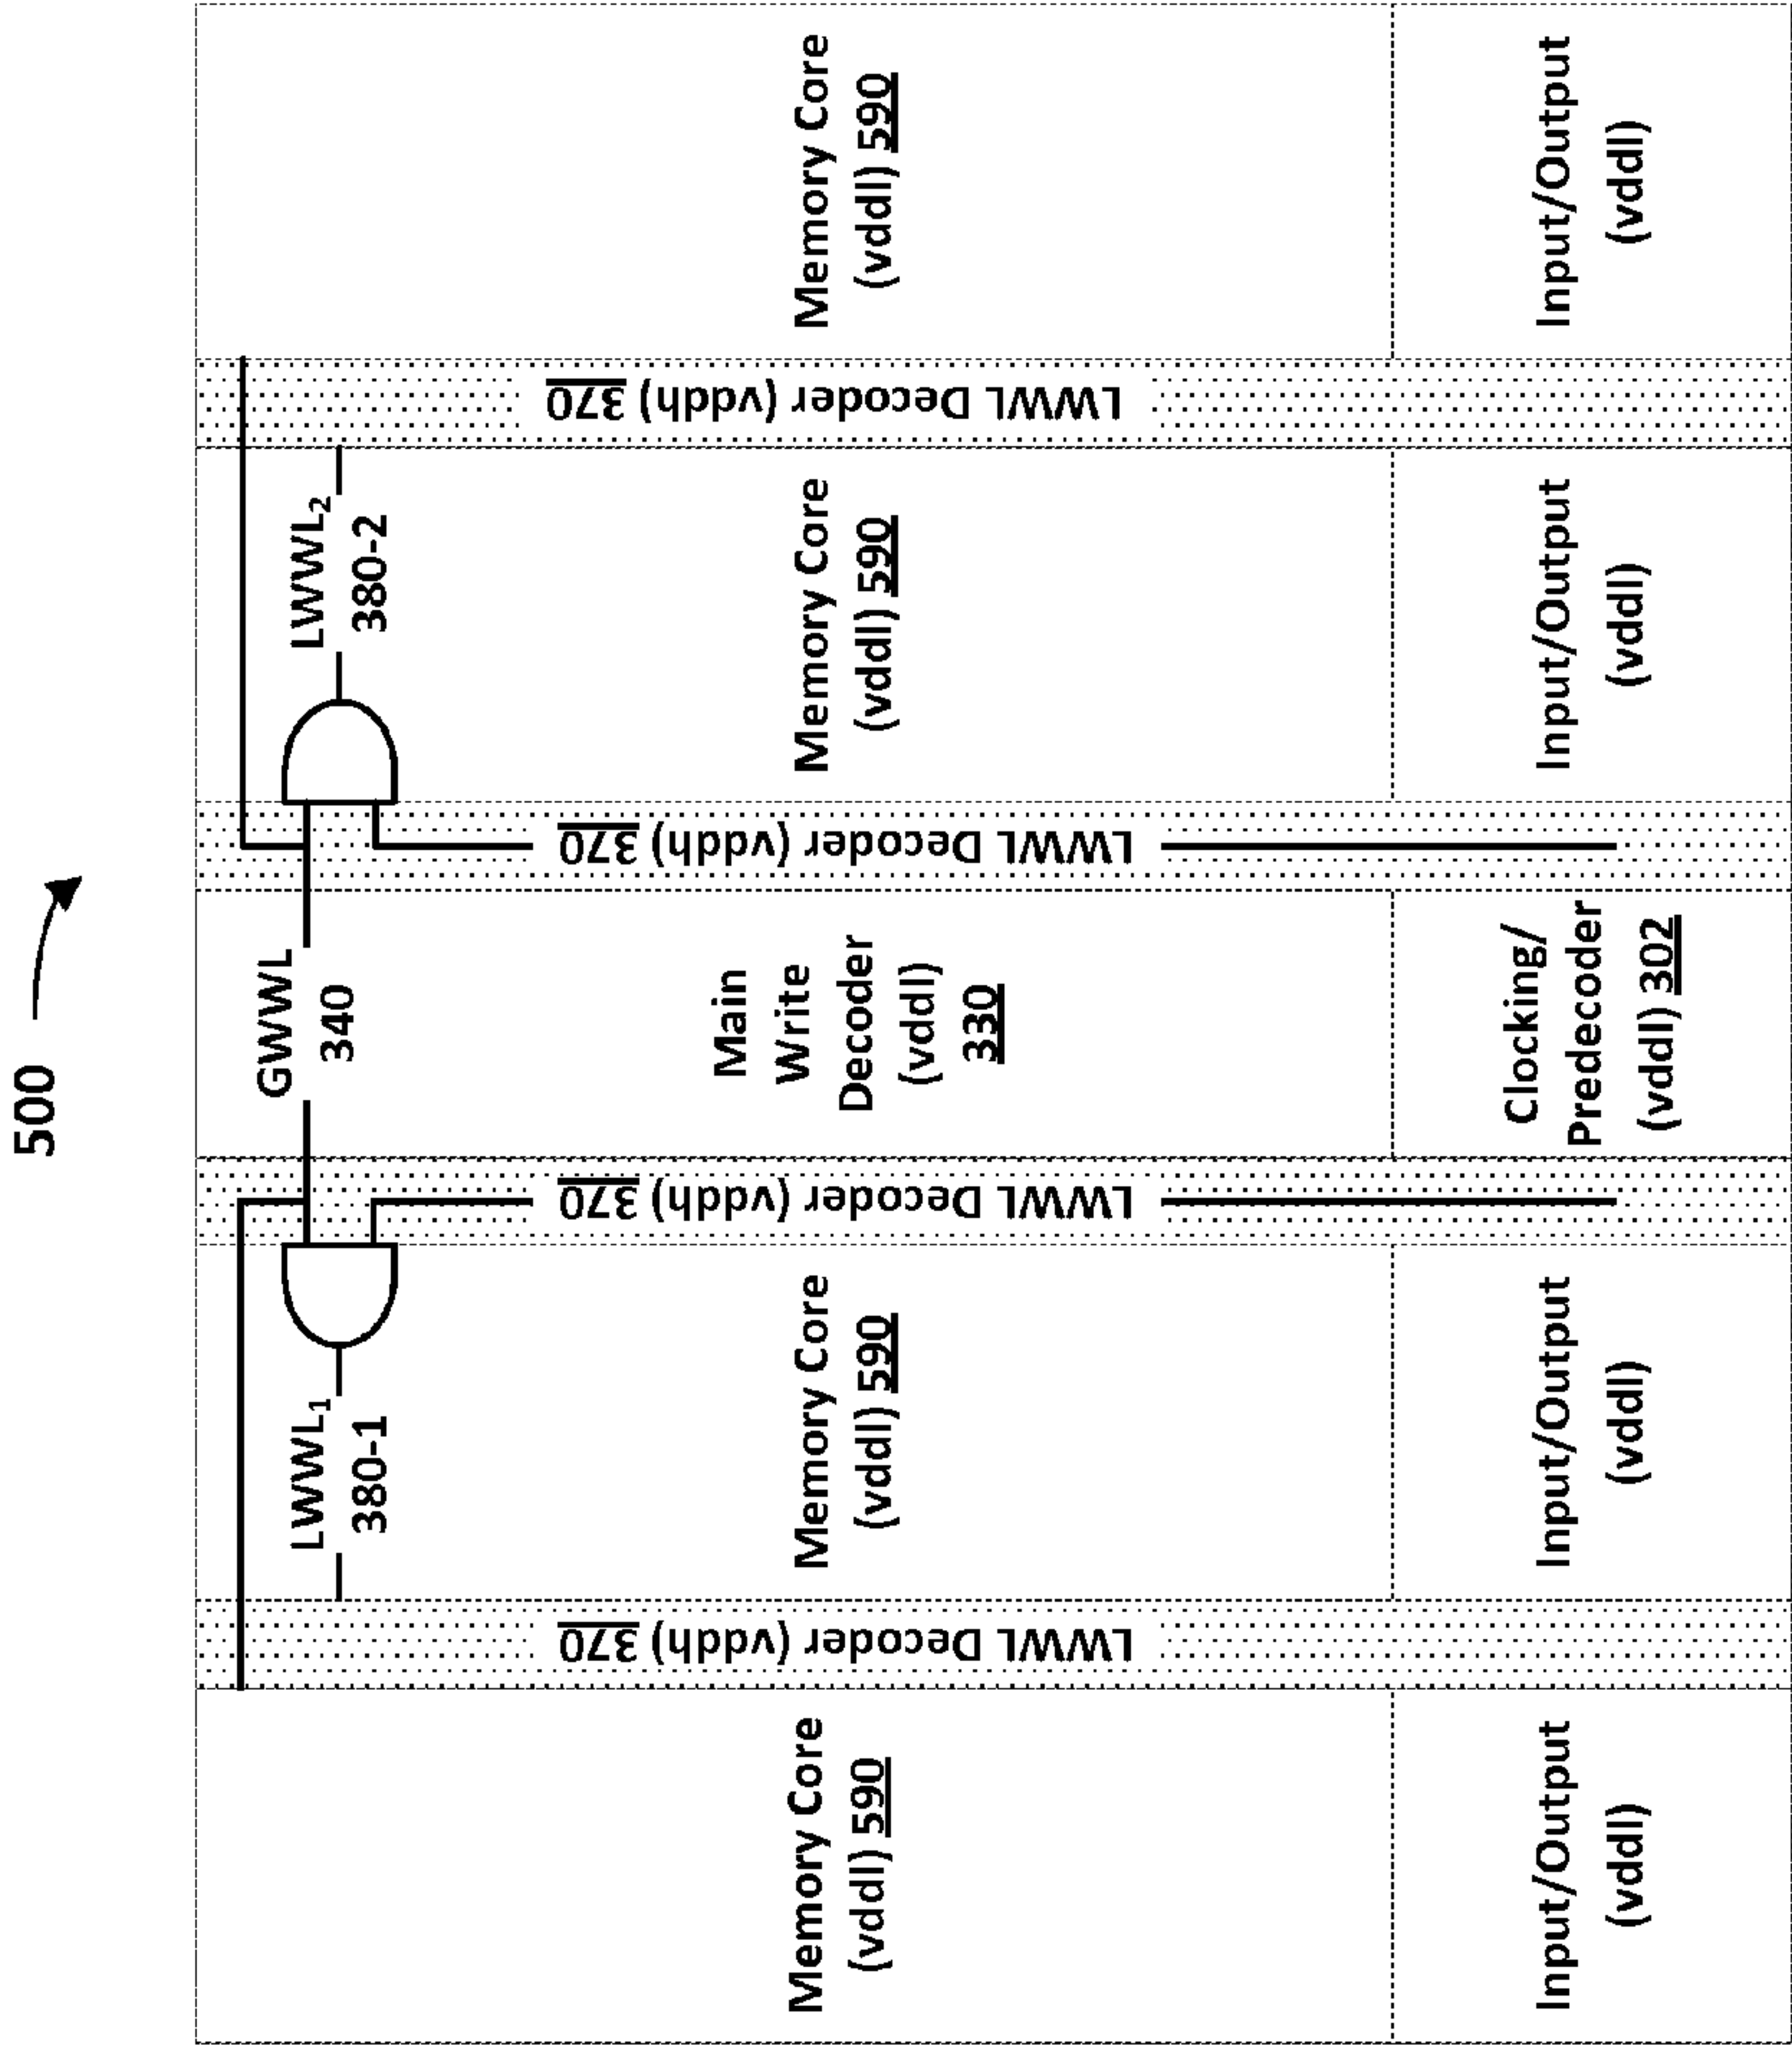 500
LWWL1
380-1
GWWL
340
LWWL2
380-2
Memory Core
(vddl) 590
LWWL Decoder (vddh) 370
Memory Core
(vddl) 590
LWWL Decoder (vddh) 370
Main
Write
Decoder
(vddl)
330
LWWL Decoder (vddh) 370
Memory Core
(vddl) 590
LWWL Decoder (vddh) 370
Memory Core
(vddl) 590
Input/Output
(vddl)
Input/Output
(vddl)
Clocking/
Predecoder
(vddl) 302
Input/Output
(vddl)
Input/Output
(vddl)